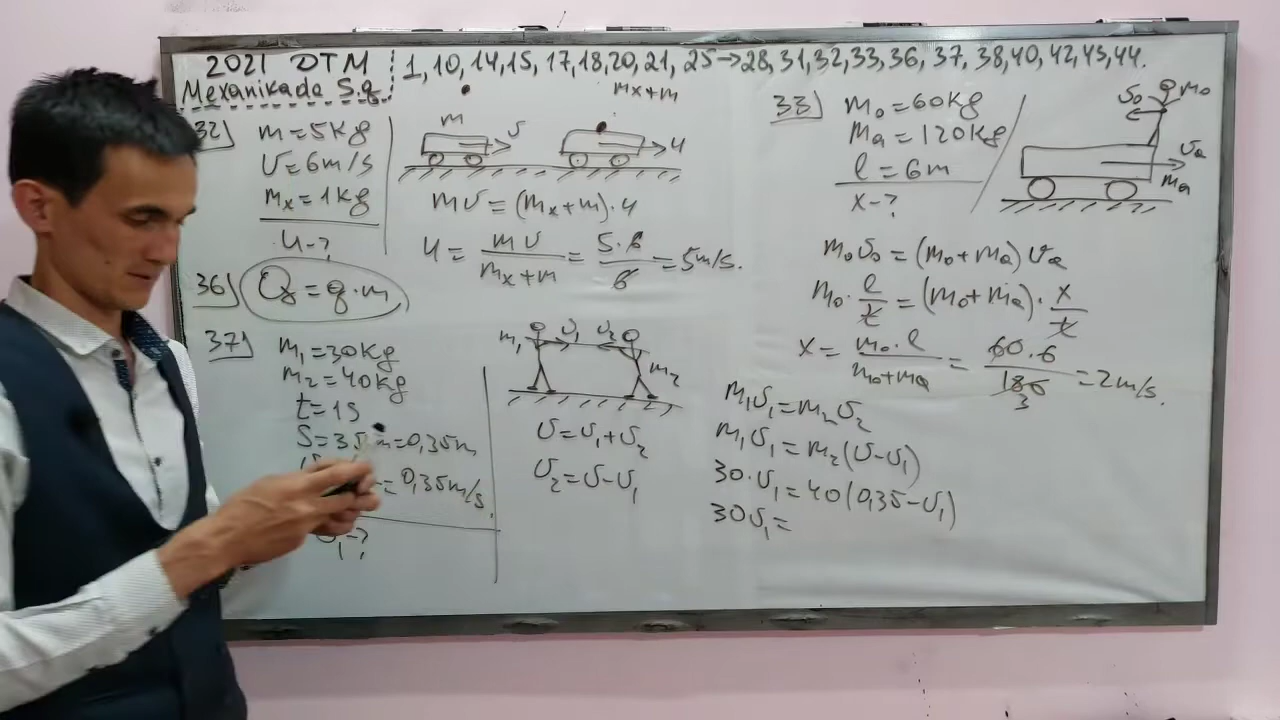 2021 DTM
Mexanikada S.q
1, 10, 14, 15, 17, 18, 20, 21, 25→28, 31, 32, 33, 36, 37, 38, 40, 42, 43, 44.
32)
m=5kg
υ=6m/s
mₓ=1kg
u-?
m
υ
mₓ+m
u
mυ=(mₓ+m)·u
u = mυ/(mₓ+m) = 5·6/6 = 5m/s.
36) Q=q·m
37)
m₁=30kg
m₂=40kg
t=1s
S=35 m=0,35m
=0,35m/s.
υ₁-?
m₁ υ₁ υ₂ m₂
υ=υ₁+υ₂
υ₂=υ-υ₁
m₁υ₁=m₂υ₂
m₁υ₁=m₂(υ-υ₁)
30·υ₁=40(0,35-υ₁)
30υ₁=
33)
m₀=60kg
mₐ=120kg
l=6m
x-?
υ₀ m₀
υₐ
mₐ
m₀υ₀=(m₀+mₐ)υₐ
m₀·l/t=(m₀+mₐ)·x/t
x = m₀·l/(m₀+mₐ) = 60·6/180 = 2m/s.
3